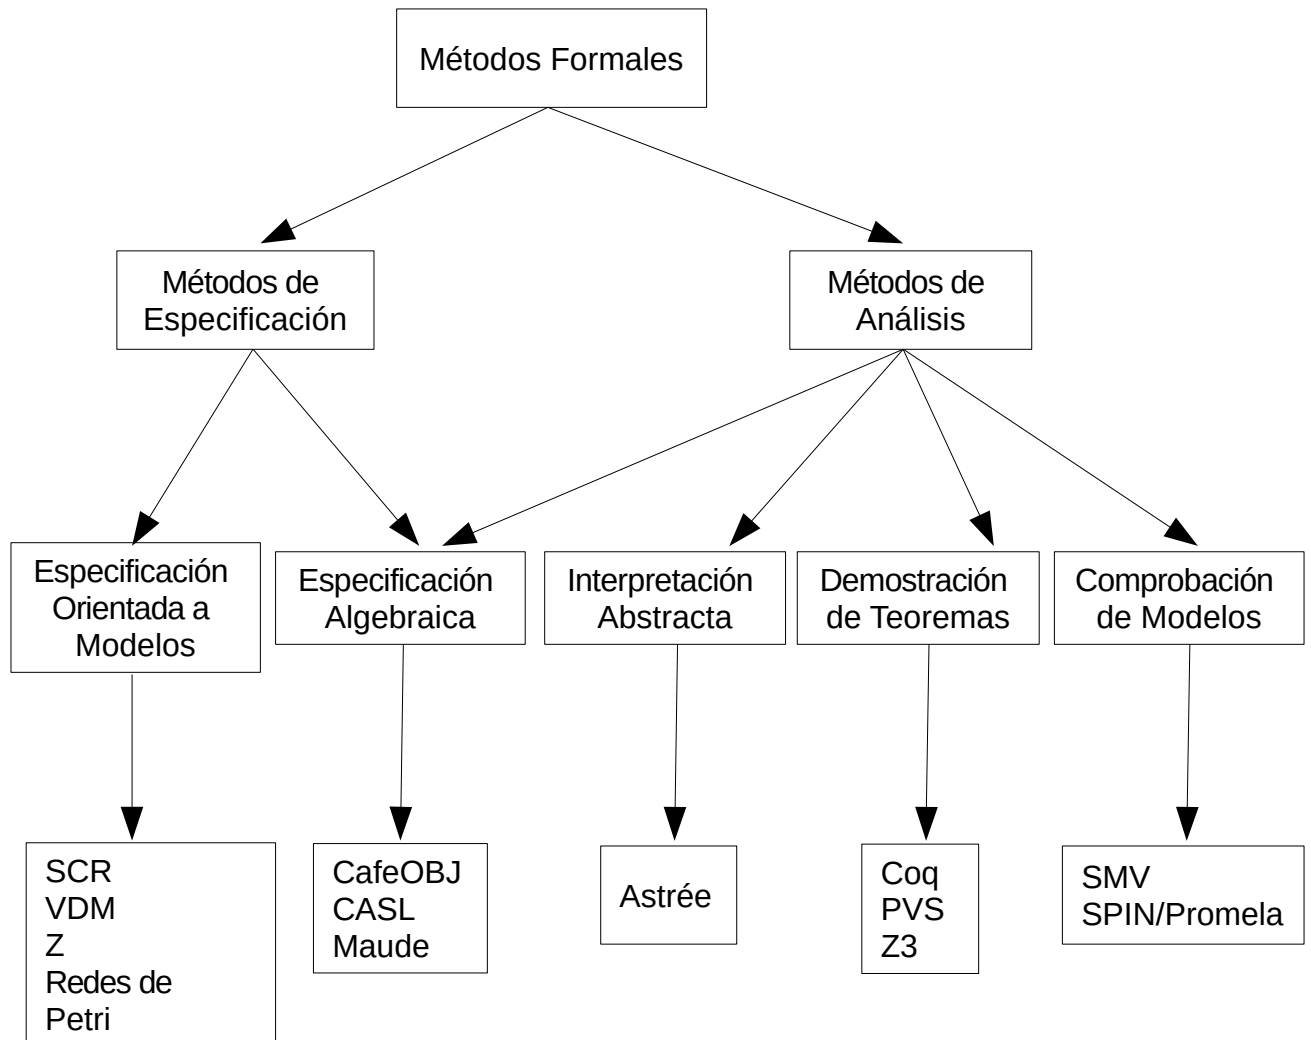 Métodos Formales
Métodos de
Especificación
Métodos de
Análisis
Especificación
Orientada a
Modelos
Especificación
Algebraica
Interpretación
Abstracta
Demostración
de Teoremas
Comprobación
de Modelos
SCR
VDM
Z
Redes de
Petri
CafeOBJ
CASL
Maude
Astrée
Coq
PVS
Z3
SMV
SPIN/Promela